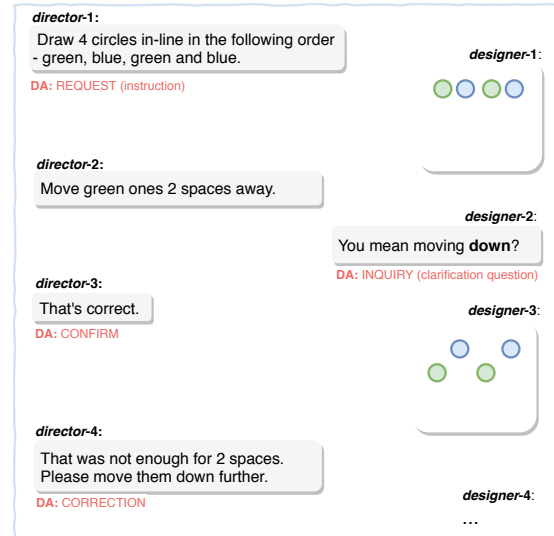 director-1:
Draw 4 circles in-line in the following order
- green, blue, green and blue.
DA: REQUEST (instruction)
designer-1:
director-2:
Move green ones 2 spaces away.
designer-2:
You mean moving down?
DA: INQUIRY (clarification question)
director-3:
That's correct.
DA: CONFIRM
designer-3:
director-4:
That was not enough for 2 spaces.
Please move them down further.
DA: CORRECTION
designer-4:
...